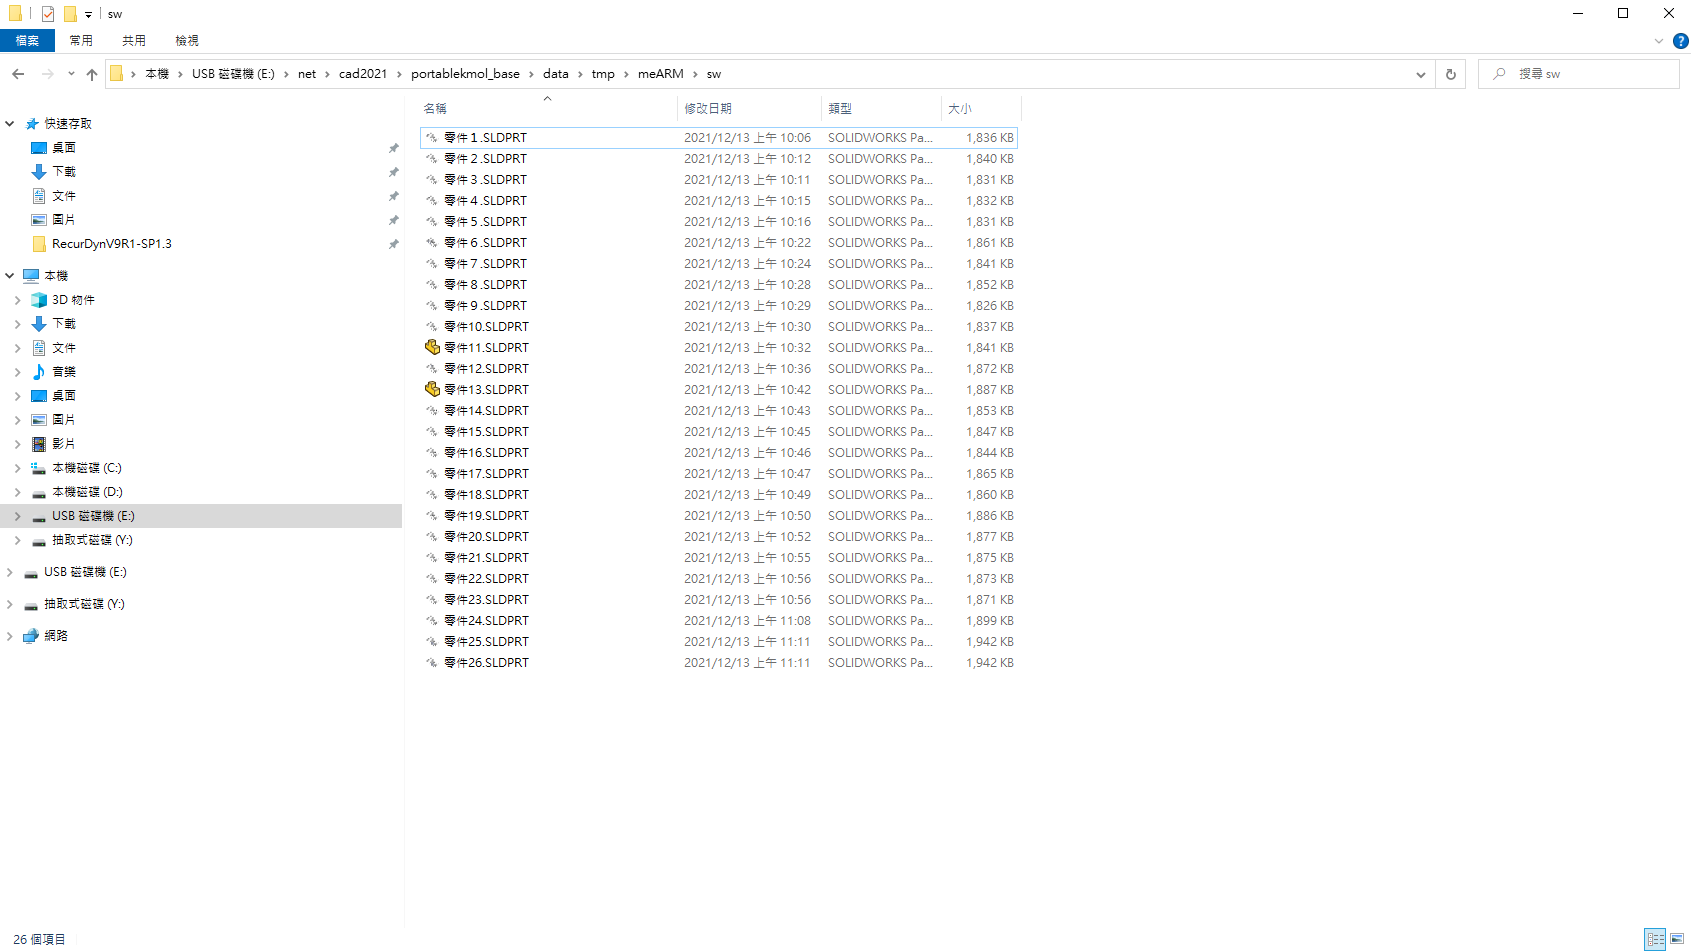 sw
檔案 常用 共用 檢視
本機 › USB 磁碟機 (E:) › net › cad2021 › portablekmol_base › data › tmp › meARM › sw
搜尋 sw
快速存取
桌面
下載
文件
圖片
RecurDynV9R1-SP1.3
本機
3D 物件
下載
文件
音樂
桌面
圖片
影片
本機磁碟 (C:)
本機磁碟 (D:)
USB 磁碟機 (E:)
抽取式磁碟 (Y:)
USB 磁碟機 (E:)
抽取式磁碟 (Y:)
網路
名稱 修改日期 類型 大小
零件 1 .SLDPRT 2021/12/13 上午 10:06 SOLIDWORKS Pa... 1,836 KB
零件 2 .SLDPRT 2021/12/13 上午 10:12 SOLIDWORKS Pa... 1,840 KB
零件 3 .SLDPRT 2021/12/13 上午 10:11 SOLIDWORKS Pa... 1,831 KB
零件 4 .SLDPRT 2021/12/13 上午 10:15 SOLIDWORKS Pa... 1,832 KB
零件 5 .SLDPRT 2021/12/13 上午 10:16 SOLIDWORKS Pa... 1,831 KB
零件 6 .SLDPRT 2021/12/13 上午 10:22 SOLIDWORKS Pa... 1,861 KB
零件 7 .SLDPRT 2021/12/13 上午 10:24 SOLIDWORKS Pa... 1,841 KB
零件 8 .SLDPRT 2021/12/13 上午 10:28 SOLIDWORKS Pa... 1,852 KB
零件 9 .SLDPRT 2021/12/13 上午 10:29 SOLIDWORKS Pa... 1,826 KB
零件10.SLDPRT 2021/12/13 上午 10:30 SOLIDWORKS Pa... 1,837 KB
零件11.SLDPRT 2021/12/13 上午 10:32 SOLIDWORKS Pa... 1,841 KB
零件12.SLDPRT 2021/12/13 上午 10:36 SOLIDWORKS Pa... 1,872 KB
零件13.SLDPRT 2021/12/13 上午 10:42 SOLIDWORKS Pa... 1,887 KB
零件14.SLDPRT 2021/12/13 上午 10:43 SOLIDWORKS Pa... 1,853 KB
零件15.SLDPRT 2021/12/13 上午 10:45 SOLIDWORKS Pa... 1,847 KB
零件16.SLDPRT 2021/12/13 上午 10:46 SOLIDWORKS Pa... 1,844 KB
零件17.SLDPRT 2021/12/13 上午 10:47 SOLIDWORKS Pa... 1,865 KB
零件18.SLDPRT 2021/12/13 上午 10:49 SOLIDWORKS Pa... 1,860 KB
零件19.SLDPRT 2021/12/13 上午 10:50 SOLIDWORKS Pa... 1,886 KB
零件20.SLDPRT 2021/12/13 上午 10:52 SOLIDWORKS Pa... 1,877 KB
零件21.SLDPRT 2021/12/13 上午 10:55 SOLIDWORKS Pa... 1,875 KB
零件22.SLDPRT 2021/12/13 上午 10:56 SOLIDWORKS Pa... 1,873 KB
零件23.SLDPRT 2021/12/13 上午 10:56 SOLIDWORKS Pa... 1,871 KB
零件24.SLDPRT 2021/12/13 上午 11:08 SOLIDWORKS Pa... 1,899 KB
零件25.SLDPRT 2021/12/13 上午 11:11 SOLIDWORKS Pa... 1,942 KB
零件26.SLDPRT 2021/12/13 上午 11:11 SOLIDWORKS Pa... 1,942 KB
26 個項目